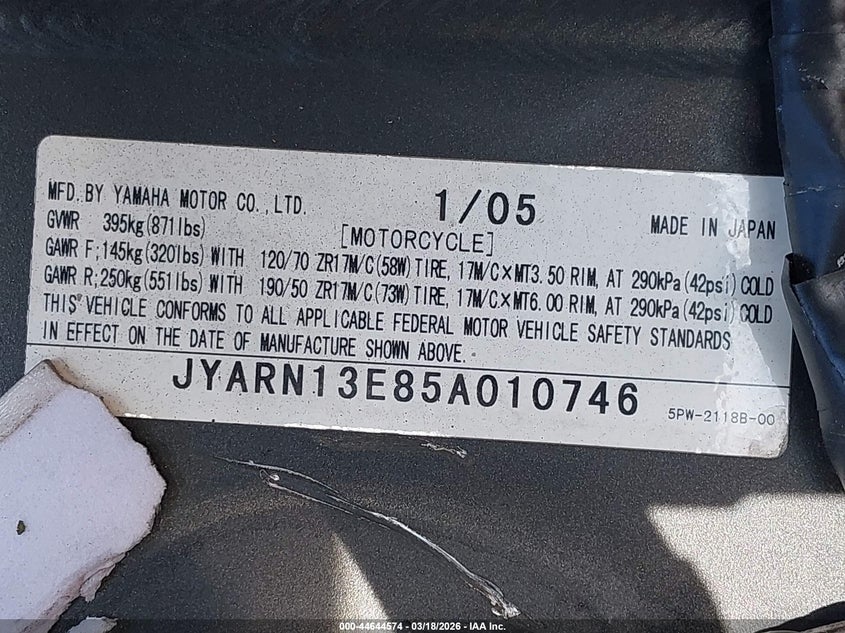 MFD. BY YAMAHA MOTOR CO., LTD. 1/05 MADE IN JAPAN
GVWR 395kg (871lbs) [MOTORCYCLE]
GAWR F; 145kg (320lbs) WITH 120/70 ZR17M/C (58W) TIRE, 17M/C×MT3.50 RIM, AT 290kPa (42psi) COLD
GAWR R; 250kg (551lbs) WITH 190/50 ZR17M/C (73W) TIRE, 17M/C×MT6.00 RIM, AT 290kPa (42psi) COLD
THIS VEHICLE CONFORMS TO ALL APPLICABLE FEDERAL MOTOR VEHICLE SAFETY STANDARDS
IN EFFECT ON THE DATE OF MANUFACTURE SHOWN ABOVE.
JYARN13E85A010746 5PW-2118B-00
000-44644574 - 03/18/2026 - IAA Inc.